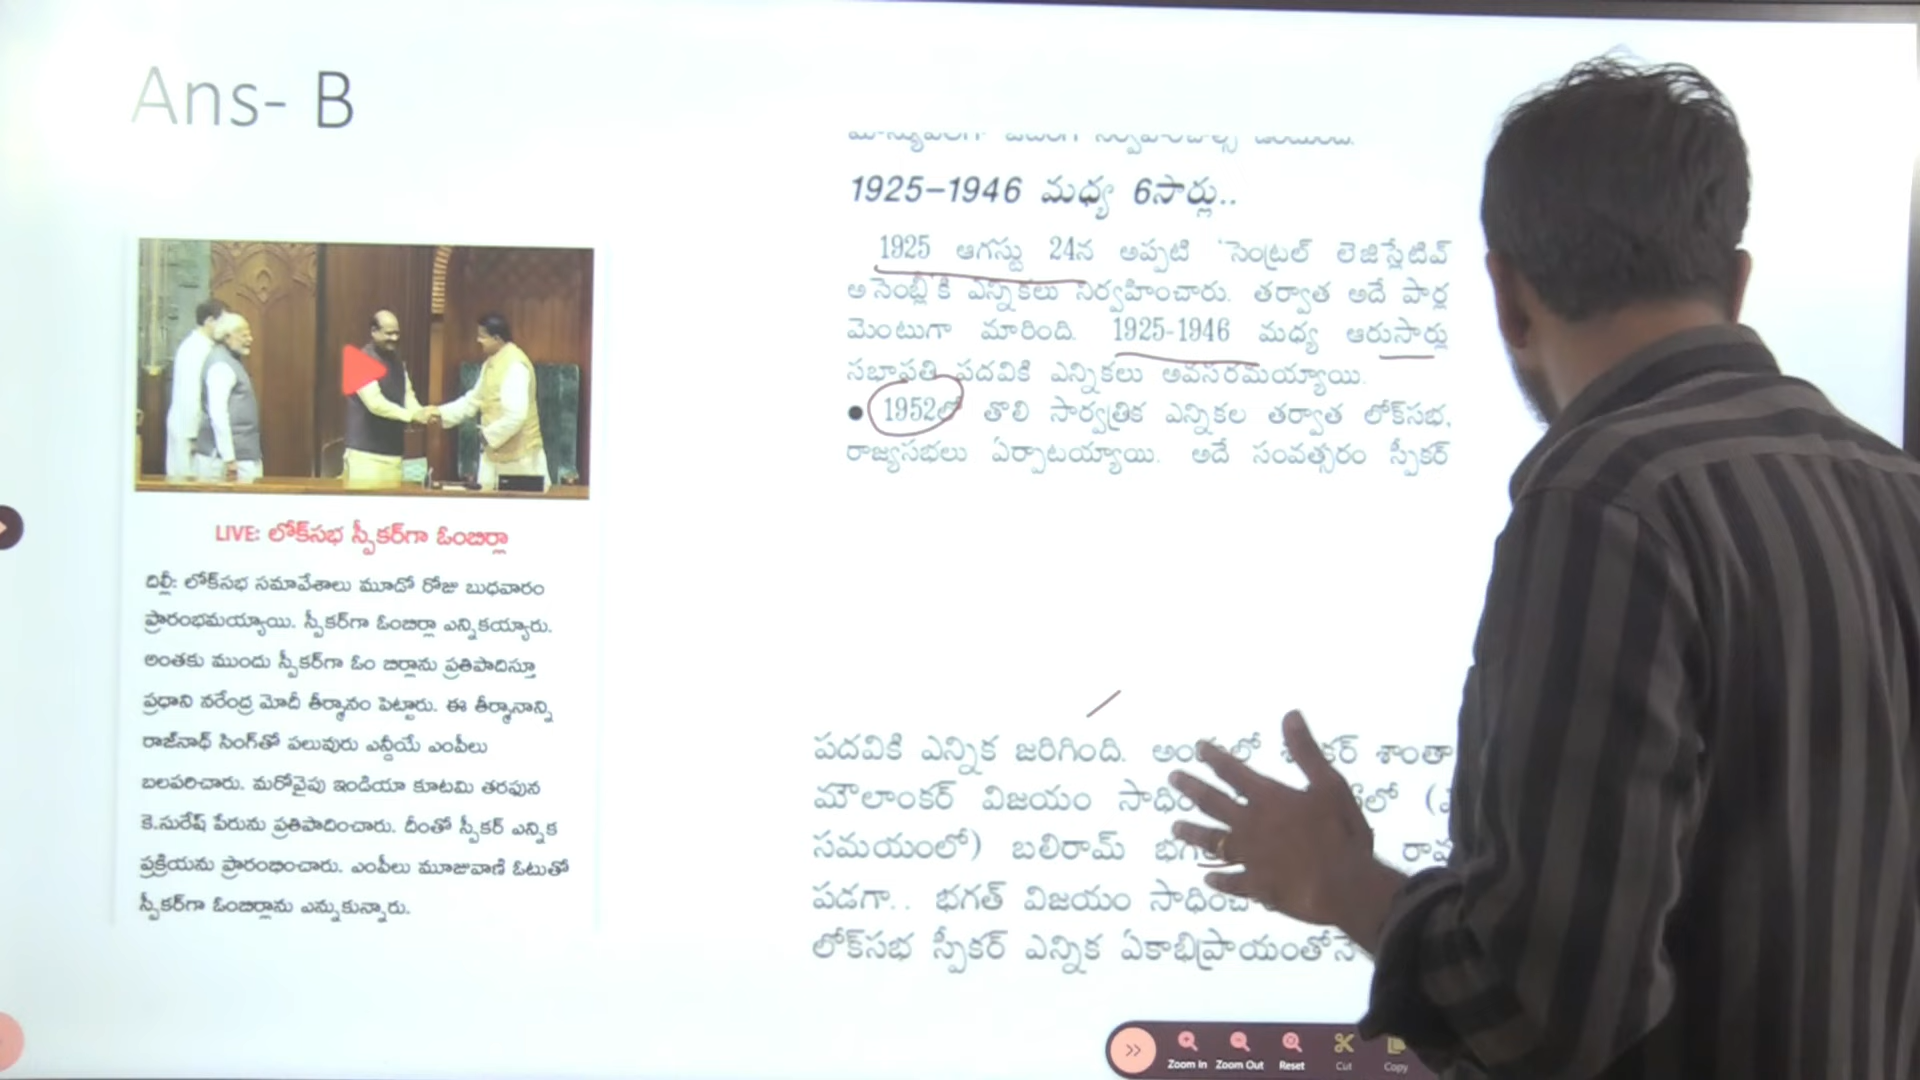 Ans- B
1925–1946 మధ్య 6సార్లు..
1925 ఆగస్టు 24న అప్పటి 'సెంట్రల్ లెజిస్లేటివ్
అసెంబ్లీ'కి ఎన్నికలు నిర్వహించారు. తర్వాత అదే పార్ల
మెంటుగా మారింది. 1925-1946 మధ్య ఆరుసార్లు
సభాపతి పదవికి ఎన్నికలు అవసరమయ్యాయి.
● 1952లో తొలి సార్వత్రిక ఎన్నికల తర్వాత లోక్‌సభ,
రాజ్యసభలు ఏర్పాటయ్యాయి. అదే సంవత్సరం స్పీకర్
పదవికి ఎన్నిక జరిగింది. శాంతా
మౌలాంకర్ విజయం
సమయంలో) బలిరామ్
పడగా.. భగత్ విజయం
లోక్‌సభ స్పీకర్ ఎన్నిక ఏకాభిప్రాయంతోనే
LIVE: లోక్‌సభ స్పీకర్‌గా ఓంబిర్లా
దిల్లీ: లోక్‌సభ సమావేశాలు మూడో రోజు బుధవారం
ప్రారంభమయ్యాయి. స్పీకర్‌గా ఓంబిర్లా ఎన్నికయ్యారు.
అంతకు ముందు స్పీకర్‌గా ఓం బిర్లాను ప్రతిపాదిస్తూ
ప్రధాని నరేంద్ర మోదీ తీర్మానం పెట్టారు. ఈ తీర్మానాన్ని
రాజ్‌నాథ్ సింగ్‌తో పలువురు ఎన్డీయే ఎంపీలు
బలపరిచారు. మరోవైపు ఇండియా కూటమి తరఫున
కె.సురేష్ పేరును ప్రతిపాదించారు. దీంతో స్పీకర్ ఎన్నిక
ప్రక్రియను ప్రారంభించారు. ఎంపీలు మూజువాణి ఓటుతో
స్పీకర్‌గా ఓంబిర్లాను ఎన్నుకున్నారు.
Zoom In Zoom Out Reset Cut Copy